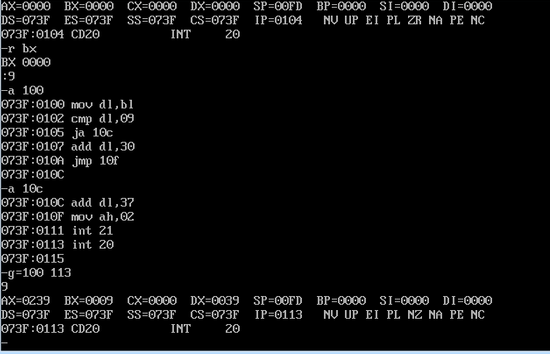 AX=0000  BX=0000  CX=0000  DX=0000  SP=00FD  BP=0000  SI=0000  DI=0000
DS=073F  ES=073F  SS=073F  CS=073F  IP=0104   NV UP EI PL ZR NA PE NC
073F:0104 CD20          INT     20
-r bx
BX 0000
:9
-a 100
073F:0100 mov dl,bl
073F:0102 cmp dl,09
073F:0105 ja 10c
073F:0107 add dl,30
073F:010A jmp 10f
073F:010C
-a 10c
073F:010C add dl,37
073F:010F mov ah,02
073F:0111 int 21
073F:0113 int 20
073F:0115
-g=100 113
9
AX=0239  BX=0009  CX=0000  DX=0039  SP=00FD  BP=0000  SI=0000  DI=0000
DS=073F  ES=073F  SS=073F  CS=073F  IP=0113   NV UP EI PL NZ NA PE NC
073F:0113 CD20          INT     20
-